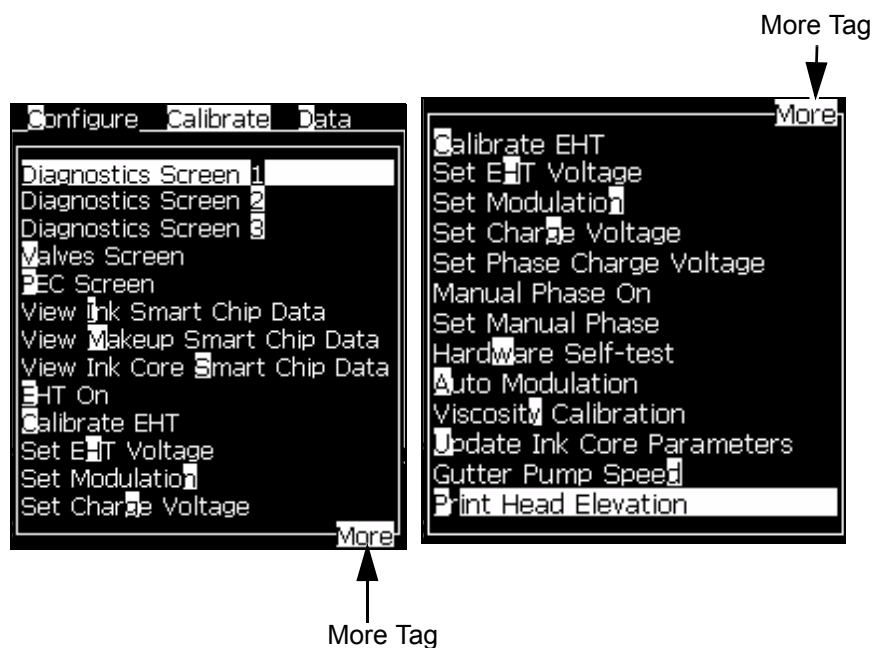 More Tag
Configure Calibrate Data
Diagnostics Screen 1
Diagnostics Screen 2
Diagnostics Screen 3
Valves Screen
PEC Screen
View Ink Smart Chip Data
View Makeup Smart Chip Data
View Ink Core Smart Chip Data
EHT On
Calibrate EHT
Set EHT Voltage
Set Modulation
Set Charge Voltage
More
More
Calibrate EHT
Set EHT Voltage
Set Modulation
Set Charge Voltage
Set Phase Charge Voltage
Manual Phase On
Set Manual Phase
Hardware Self-test
Auto Modulation
Viscosity Calibration
Update Ink Core Parameters
Gutter Pump Speed
Print Head Elevation
More Tag